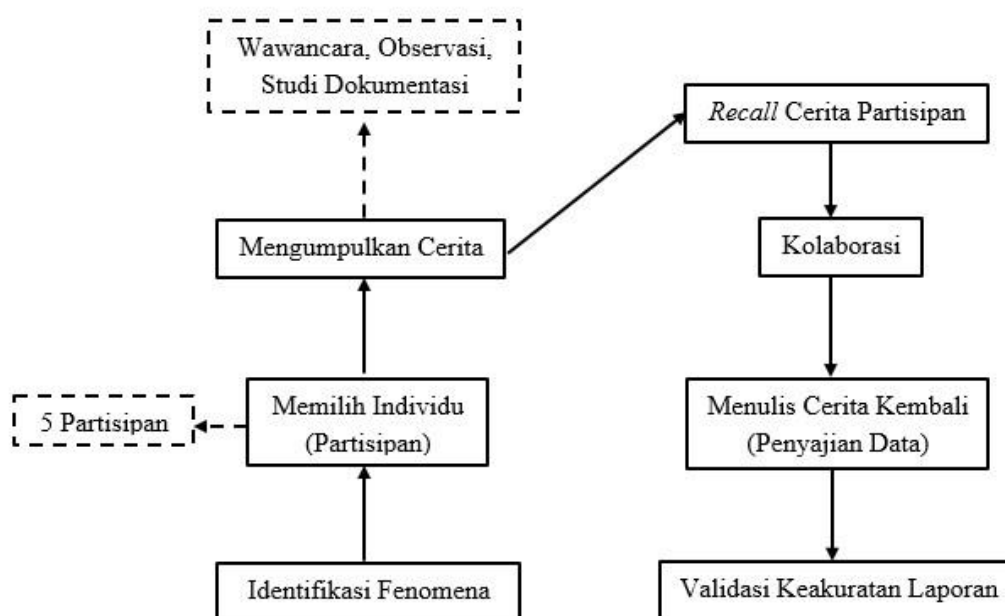 Wawancara, Observasi,
Studi Dokumentasi
Recall Cerita Partisipan
Mengumpulkan Cerita
Kolaborasi
5 Partisipan
Memilih Individu
(Partisipan)
Menulis Cerita Kembali
(Penyajian Data)
Identifikasi Fenomena
Validasi Keakuratan Laporan